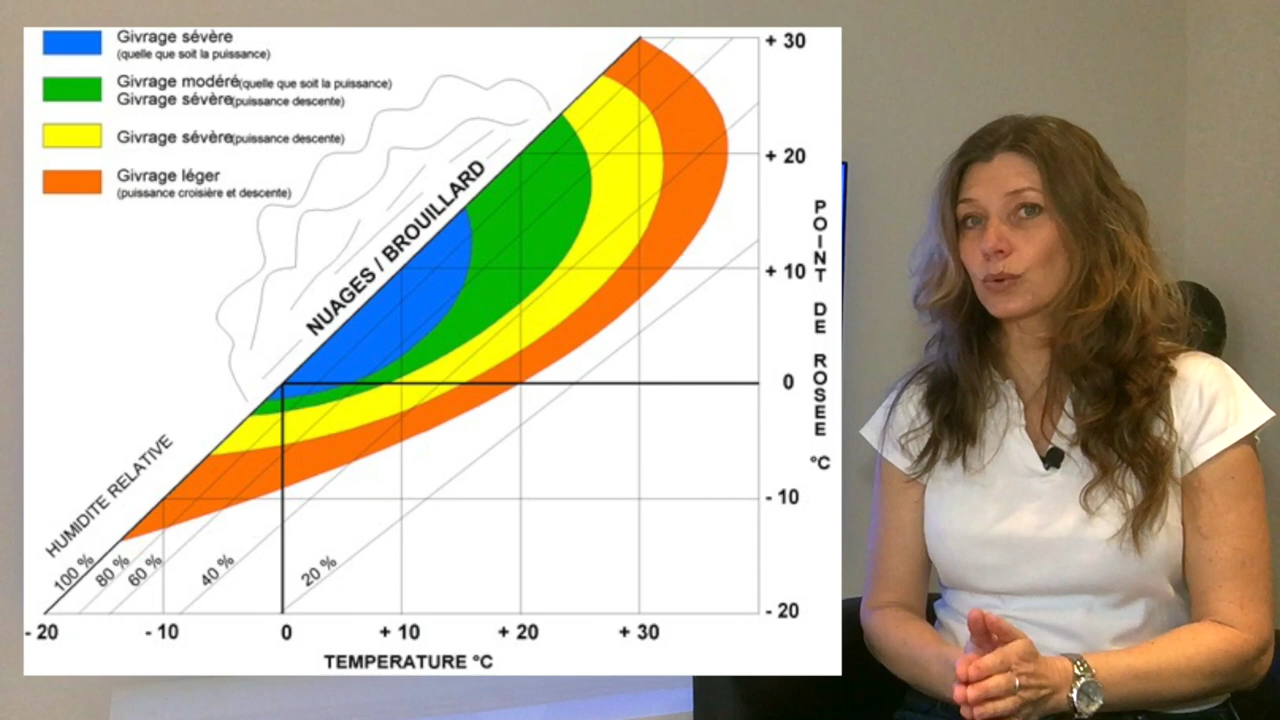 Givrage sévère
(quelle que soit la puissance)
Givrage modéré(quelle que soit la puissance)
Givrage sévère(puissance descente)
Givrage sévère(puissance descente)
Givrage léger
(puissance croisière et descente)
NUAGES / BROUILLARD
HUMIDITE RELATIVE
100 %
80 %
60 %
40 %
20 %
+ 30
+ 20
+ 10
0
- 10
- 20
POINT DE ROSEE °C
- 20
- 10
0
+ 10
+ 20
+ 30
TEMPERATURE °C